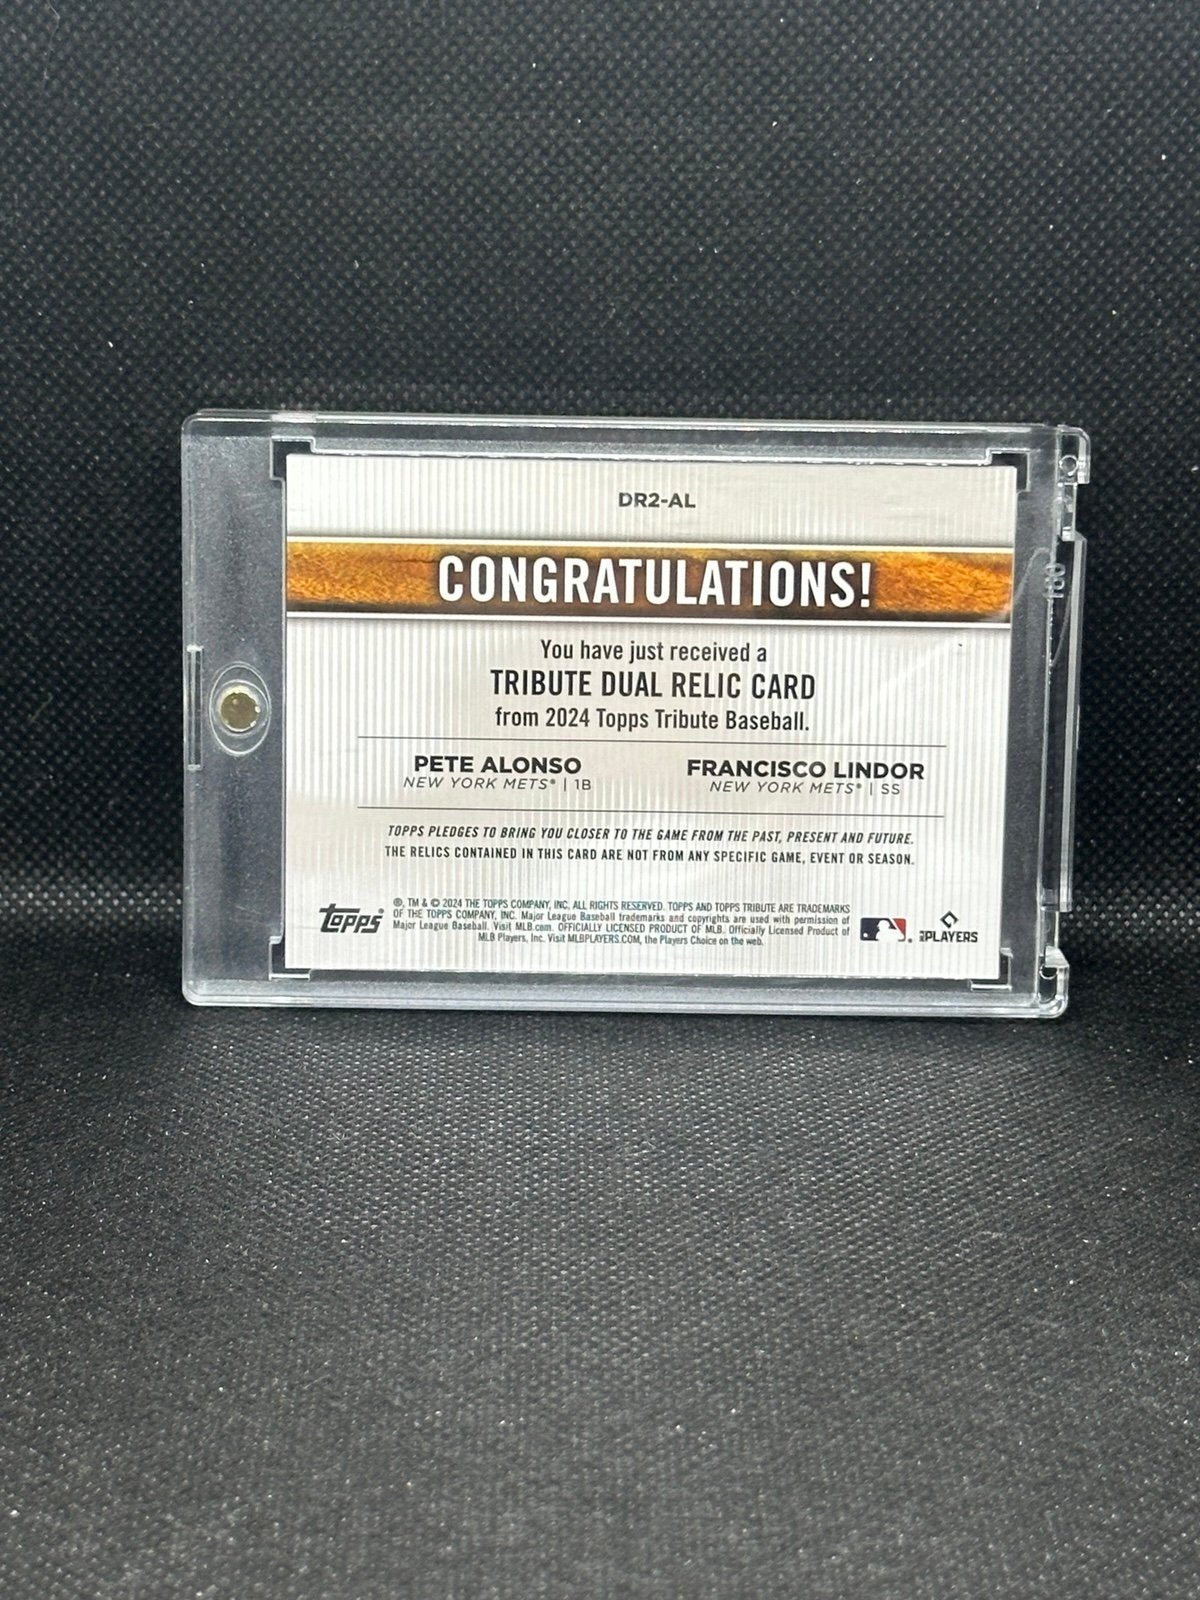 DR2-AL
CONGRATULATIONS!
You have just received a
TRIBUTE DUAL RELIC CARD
from 2024 Topps Tribute Baseball.
PETE ALONSO
NEW YORK METS® | 1B
FRANCISCO LINDOR
NEW YORK METS® | SS
TOPPS PLEDGES TO BRING YOU CLOSER TO THE GAME FROM THE PAST, PRESENT AND FUTURE.
THE RELICS CONTAINED IN THIS CARD ARE NOT FROM ANY SPECIFIC GAME, EVENT OR SEASON.
topps®
®, TM & © 2024 THE TOPPS COMPANY, INC. ALL RIGHTS RESERVED. TOPPS AND TOPPS TRIBUTE ARE TRADEMARKS
OF THE TOPPS COMPANY, INC. Major League Baseball trademarks and copyrights are used with permission of
Major League Baseball. Visit MLB.com. OFFICIALLY LICENSED PRODUCT OF MLB. Officially Licensed Product of
MLB Players, Inc. Visit MLBPLAYERS.COM, the Players Choice on the web.
PLAYERS
180